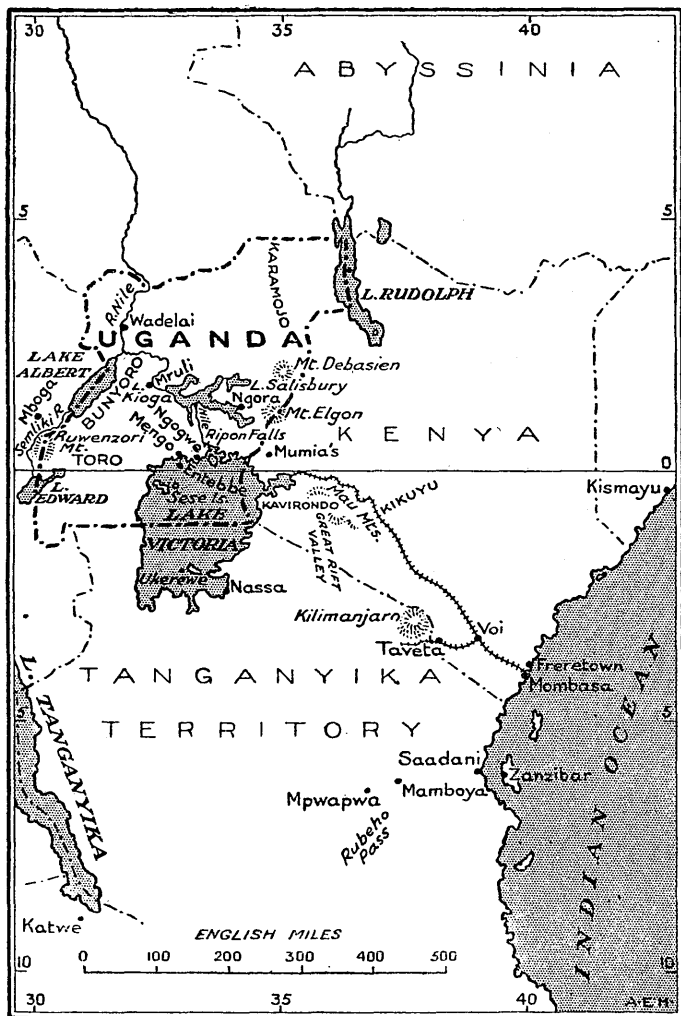 30 35 40
ABYSSINIA
5 5
KARAMOJO
L. RUDOLPH
R. Nile
Wadelai
UGANDA
LAKE
ALBERT
BUNYORO
Mruli
L.
Kioga
Mt. Debasien
L. Salisbury
Ngora
Mt. Elgon
Mboga
Semliki R.
Ruwenzori
Mt.
TORO
Ngogwe
Mengo
Nile
Ripon Falls
Mumia's
KENYA
0
L.
EDWARD
Entebbe
Sese Is.
LAKE
VICTORIA
Ukerewe
Nassa
KAVIRONDO
Mau Mts.
KIKUYU
GREAT RIFT
VALLEY
Kismayu
Kilimanjarn
Taveta
Voi
Freretown
Mombasa
TANGANYIKA
TERRITORY
L. TANGANYIKA
5 5
Saadani
Zanzibar
Mamboya
Mpwapwa
Rubeho
Pass
INDIAN OCEAN
Katwe
ENGLISH MILES
0 100 200 300 400 500
10 10
A.E.H.
30 35 40